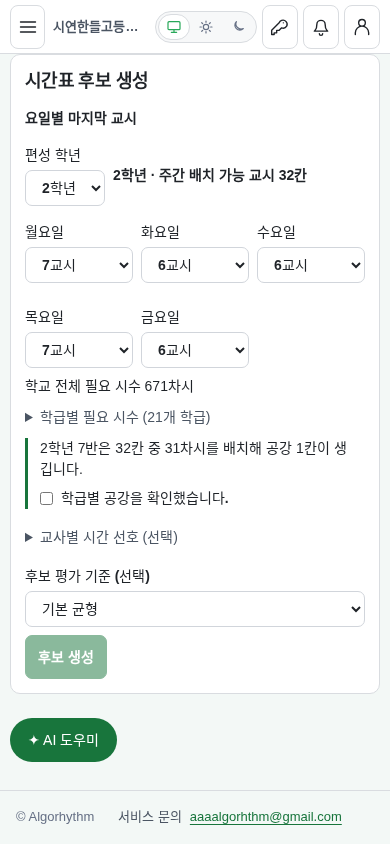 시연한들고등…
시간표 후보 생성
요일별 마지막 교시
편성 학년
2학년
2학년 · 주간 배치 가능 교시 32칸
월요일 화요일 수요일
7교시 6교시 6교시
목요일 금요일
7교시 6교시
학교 전체 필요 시수 671차시
▶ 학급별 필요 시수 (21개 학급)
2학년 7반은 32칸 중 31차시를 배치해 공강 1칸이 생
깁니다.
학급별 공강을 확인했습니다.
▶ 교사별 시간 선호 (선택)
후보 평가 기준 (선택)
기본 균형
후보 생성
✦ AI 도우미
© Algorhythm 서비스 문의 aaaalgorhthm@gmail.com